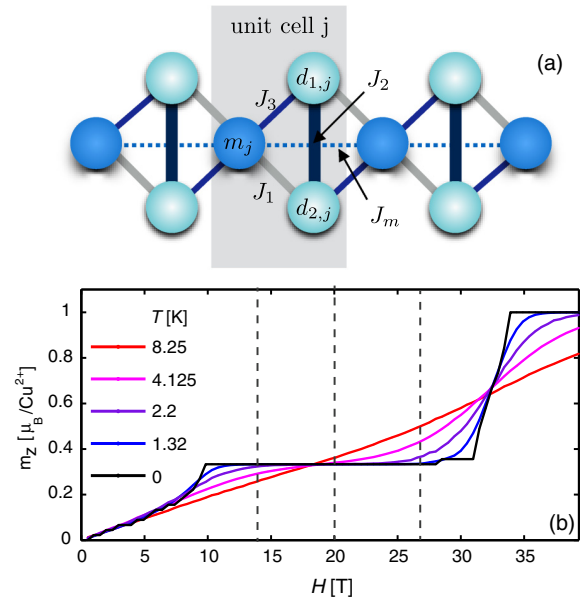 unit cell j
(a)
d1,j
J2
J3
mj
J1
d2,j
Jm
1
0.8
0.6
0.4
0.2
0
T [K]
8.25
4.125
2.2
1.32
0
mz [μB/Cu2+]
(b)
0 5 10 15 20 25 30 35
H [T]